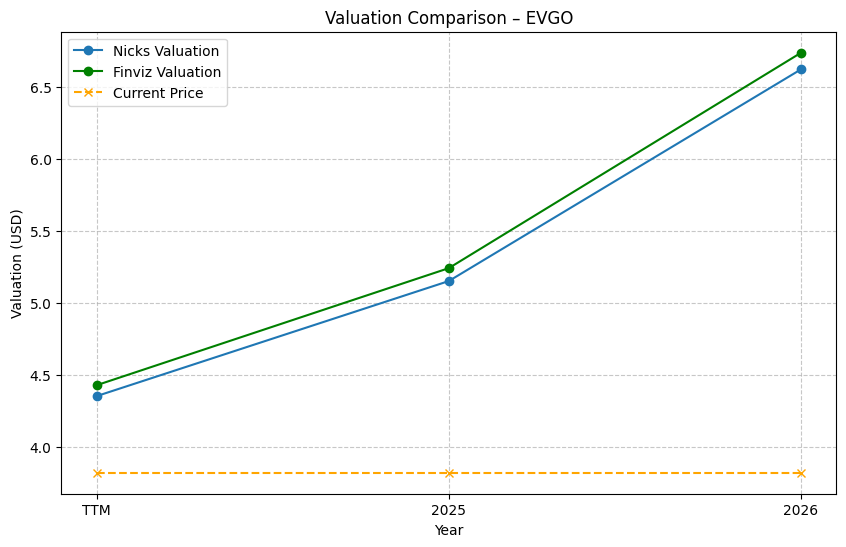 Valuation Comparison – EVGO
Nicks Valuation
Finviz Valuation
Current Price
Valuation (USD)
6.5
6.0
5.5
5.0
4.5
4.0
TTM
2025
2026
Year